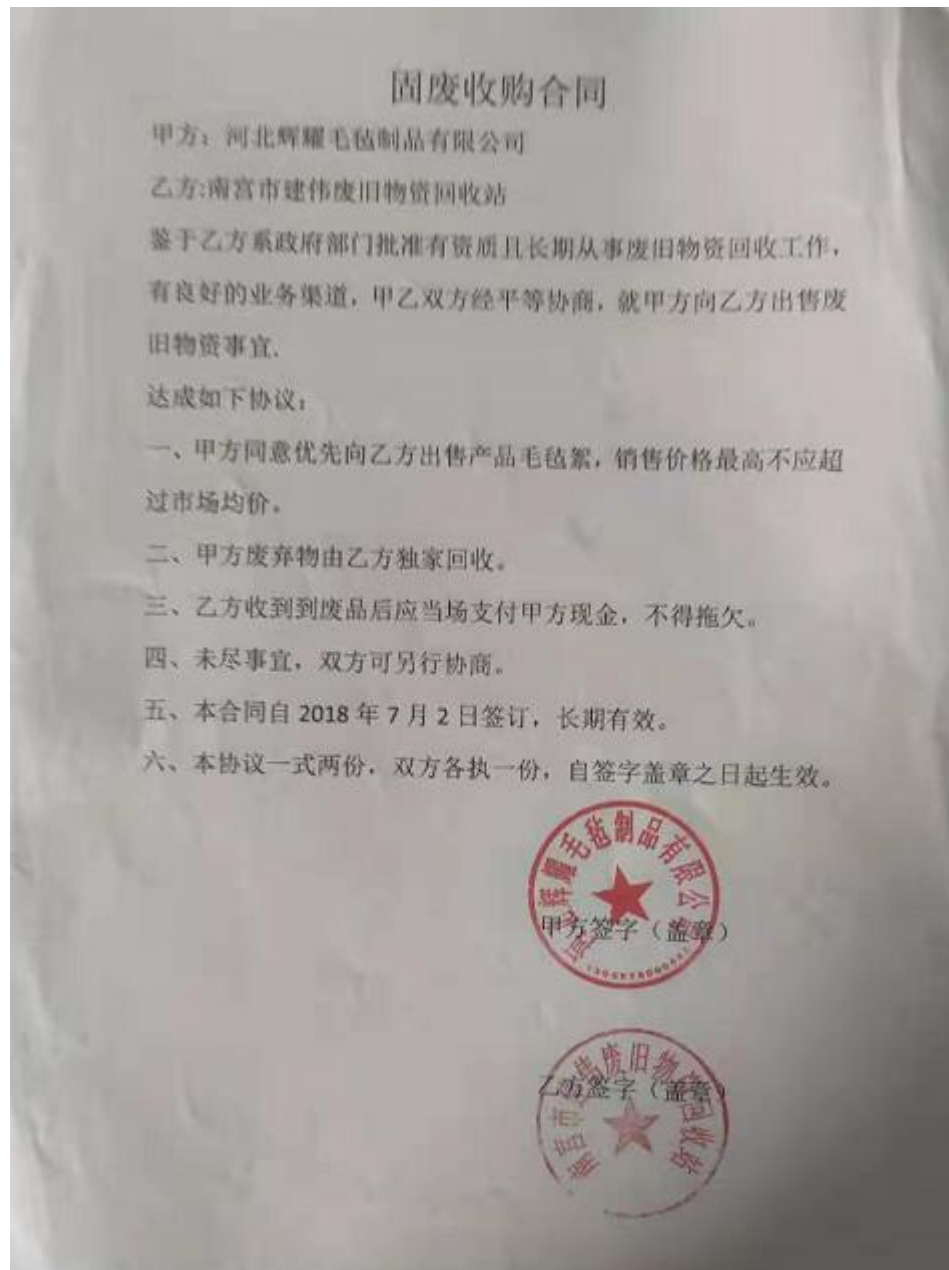 固废收购合同
甲方：河北辉耀毛毡制品有限公司
乙方:南宫市建伟废旧物资回收站
鉴于乙方系政府部门批准有资质且长期从事废旧物资回收工作，
有良好的业务渠道，甲乙双方经平等协商，就甲方向乙方出售废
旧物资事宜.
达成如下协议：
一、甲方同意优先向乙方出售产品毛毡絮，销售价格最高不应超
过市场均价。
二、甲方废弃物由乙方独家回收。
三、乙方收到到废品后应当场支付甲方现金，不得拖欠。
四、未尽事宜，双方可另行协商。
五、本合同自 2018 年 7 月 2 日签订，长期有效。
六、本协议一式两份，双方各执一份，自签字盖章之日起生效。
河北辉耀毛毡制品有限公司
甲方签字（盖章）
南宫市建伟废旧物资回收站
乙方签字（盖章）